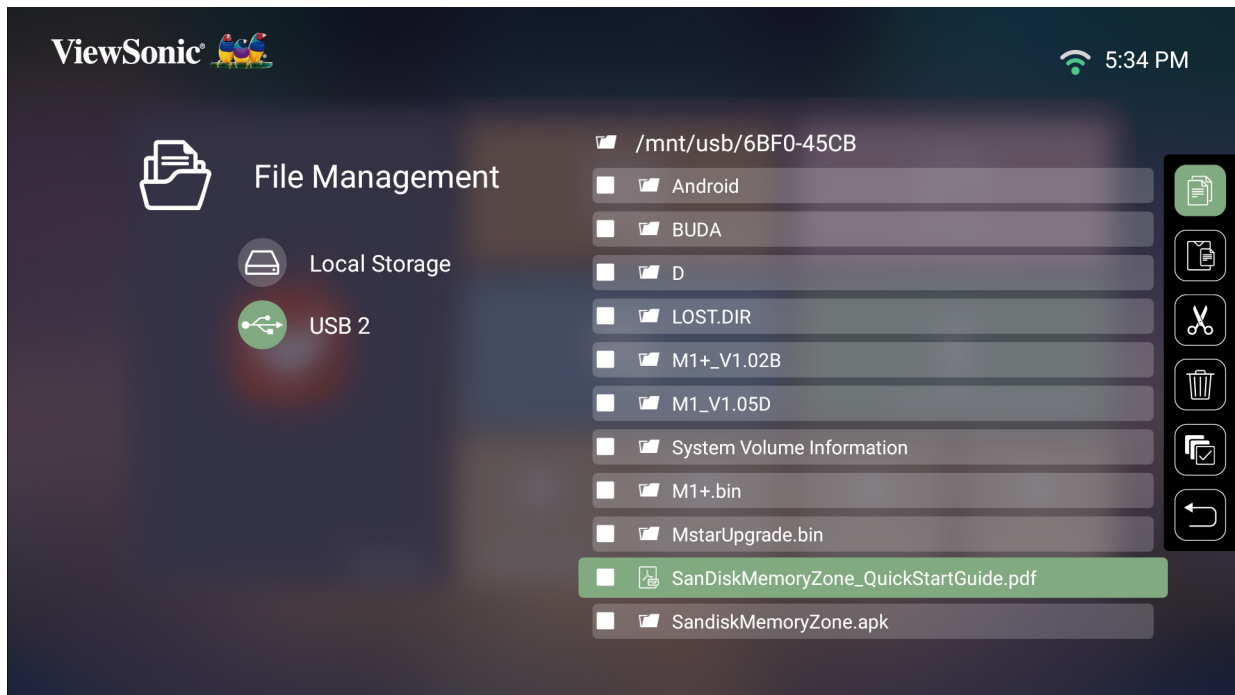 ViewSonic
5:34 PM
File Management
Local Storage
USB 2
/mnt/usb/6BF0-45CB
Android
BUDA
D
LOST.DIR
M1+_V1.02B
M1_V1.05D
System Volume Information
M1+.bin
MstarUpgrade.bin
SanDiskMemoryZone_QuickStartGuide.pdf
SandiskMemoryZone.apk